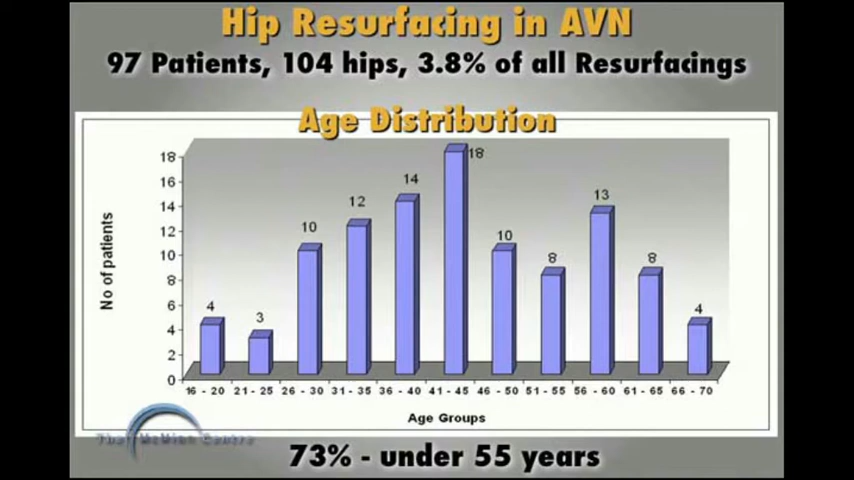 Hip Resurfacing in AVN
97 Patients, 104 hips, 3.8% of all Resurfacings
Age Distribution
No of patients
18
16
14
12
10
8
6
4
2
0
4
3
10
12
14
18
10
8
13
8
4
16 - 20
21 - 25
26 - 30
31 - 35
36 - 40
41 - 45
46 - 50
51 - 55
56 - 60
61 - 65
66 - 70
Age Groups
The McMinn Centre
73% - under 55 years